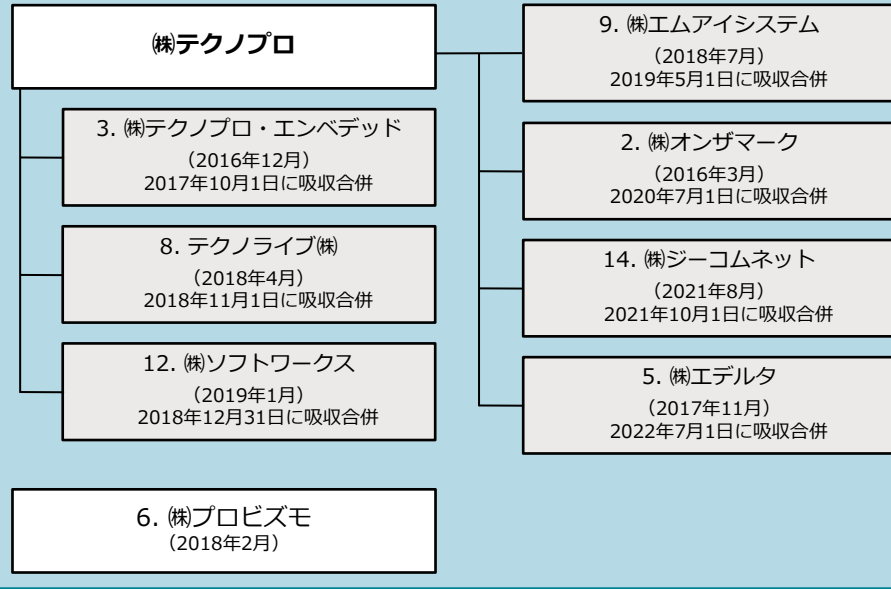 ㈱テクノプロ
3. ㈱テクノプロ・エンベデッド
（2016年12月）
2017年10月1日に吸収合併
8. テクノライブ㈱
（2018年4月）
2018年11月1日に吸収合併
12. ㈱ソフトワークス
（2019年1月）
2018年12月31日に吸収合併
9. ㈱エムアイシステム
（2018年7月）
2019年5月1日に吸収合併
2. ㈱オンザマーク
（2016年3月）
2020年7月1日に吸収合併
14. ㈱ジーコムネット
（2021年8月）
2021年10月1日に吸収合併
5. ㈱エデルタ
（2017年11月）
2022年7月1日に吸収合併
6. ㈱プロビズモ
（2018年2月）